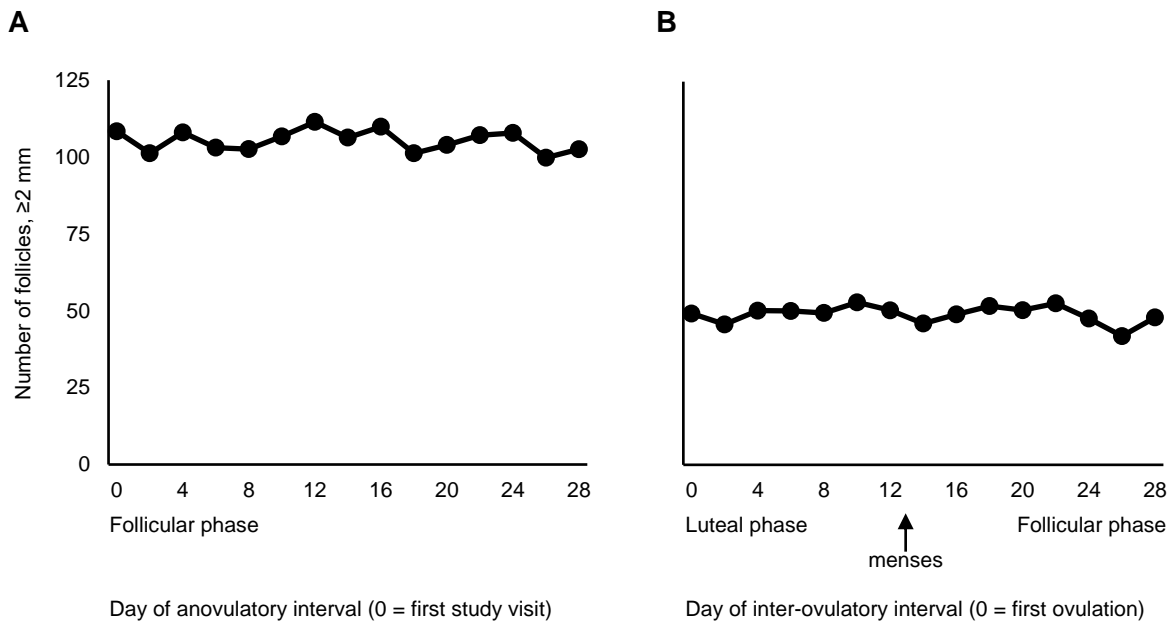 A
B
Number of follicles, ≥2 mm
125
100
75
50
25
0
0 4 8 12 16 20 24 28
Follicular phase
Day of anovulatory interval (0 = first study visit)
0 4 8 12 16 20 24 28
Luteal phase
Follicular phase
menses
Day of inter-ovulatory interval (0 = first ovulation)